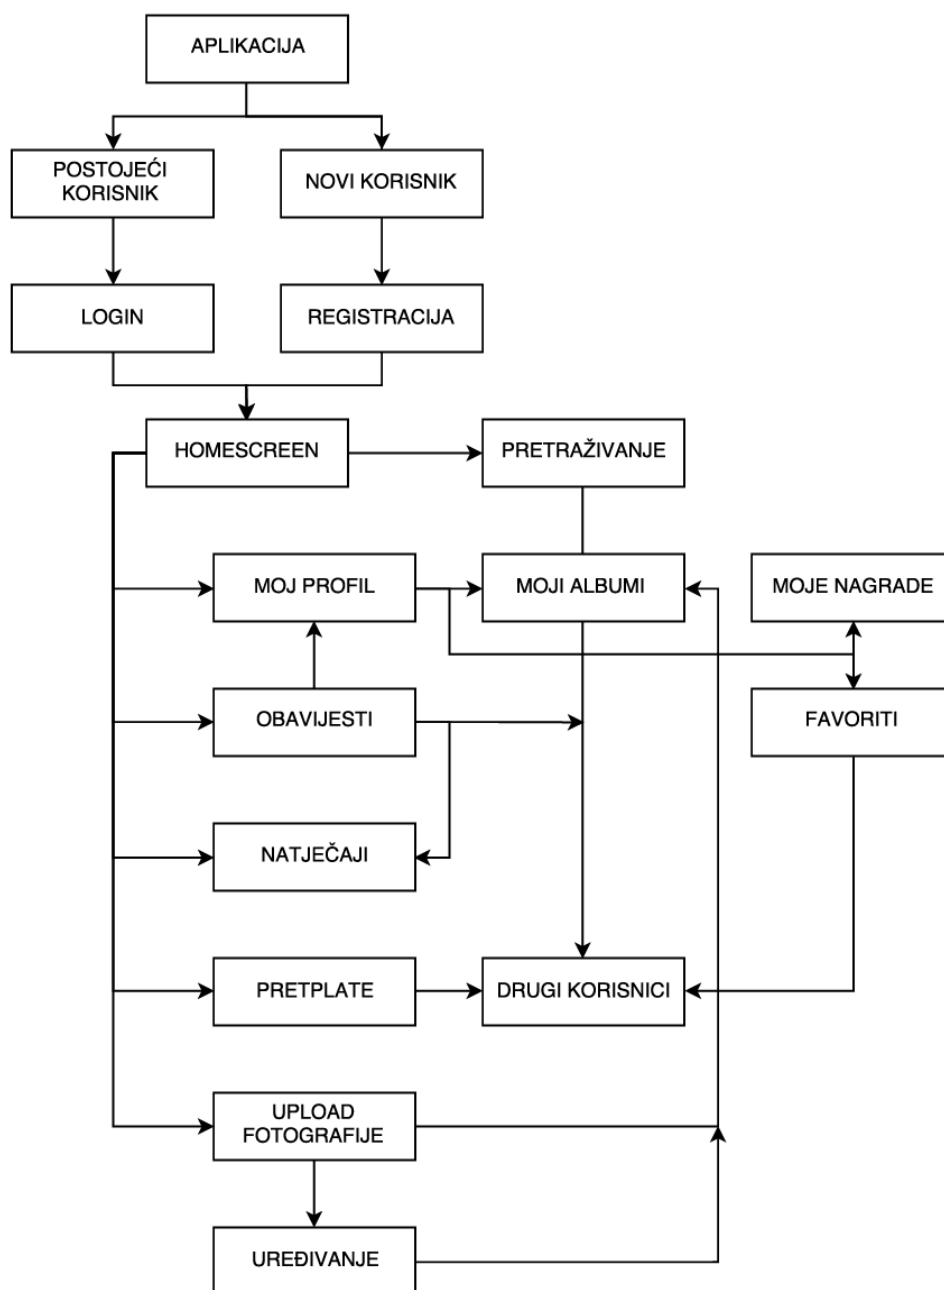 APLIKACIJA
POSTOJEĆI
KORISNIK
NOVI KORISNIK
LOGIN
REGISTRACIJA
HOMESCREEN
PRETRAŽIVANJE
MOJ PROFIL
MOJI ALBUMI
MOJE NAGRADE
OBAVIJESTI
FAVORITI
NATJEČAJI
PRETPLATE
DRUGI KORISNICI
UPLOAD
FOTOGRAFIJE
UREĐIVANJE